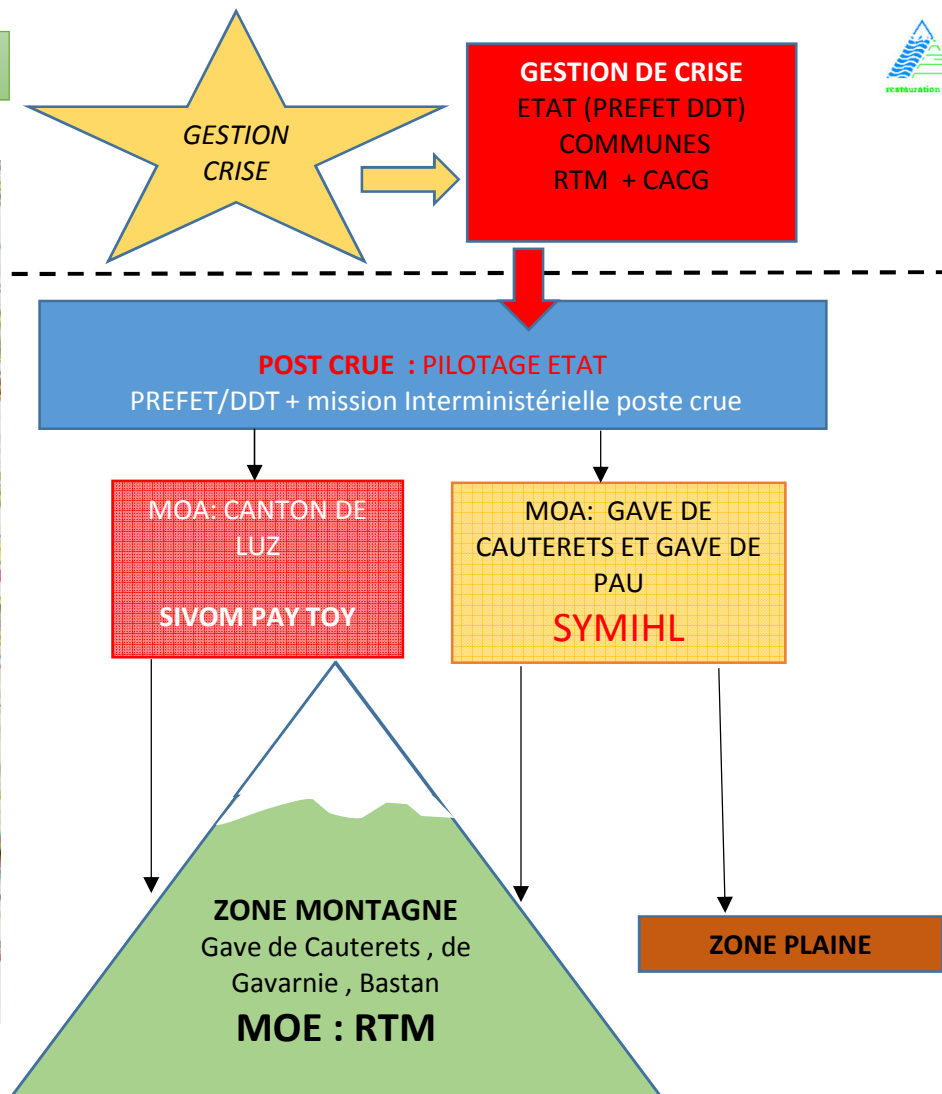 GESTION
CRISE
GESTION DE CRISE
ETAT (PREFET DDT)
COMMUNES
RTM + CACG
restauration
POST CRUE : PILOTAGE ETAT
PREFET/DDT + mission Interministérielle poste crue
MOA: CANTON DE
LUZ
SIVOM PAY TOY
MOA: GAVE DE
CAUTERETS ET GAVE DE
PAU
SYMIHL
ZONE MONTAGNE
Gave de Cauterets , de
Gavarnie , Bastan
MOE : RTM
ZONE PLAINE